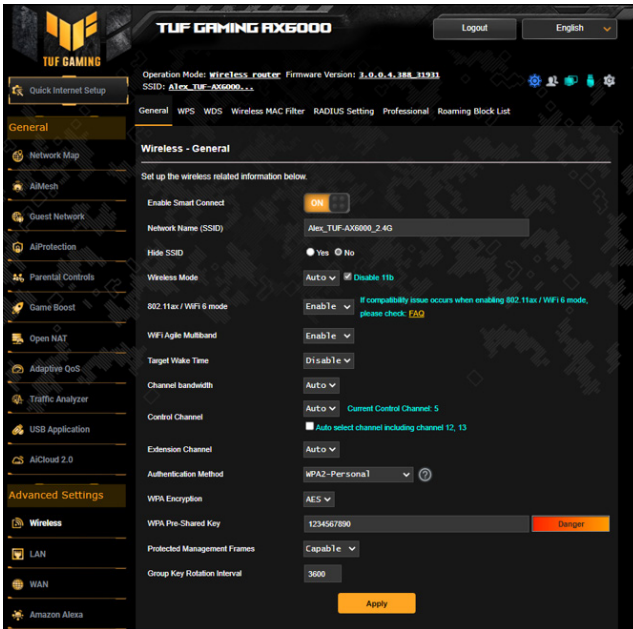 TUF GAMING AX6000
Logout
English
TUF GAMING
Quick Internet Setup
Operation Mode: Wireless router Firmware Version: 3.0.0.4.388_31931
SSID: Alex_TUF-AX6000...
General WPS WDS Wireless MAC Filter RADIUS Setting Professional Roaming Block List
General
Network Map
AiMesh
Guest Network
AiProtection
Parental Controls
Game Boost
Open NAT
Adaptive QoS
Traffic Analyzer
USB Application
AiCloud 2.0
Advanced Settings
Wireless
LAN
WAN
Amazon Alexa
Wireless - General
Set up the wireless related information below.
Enable Smart Connect ON
Network Name (SSID) Alex_TUF-AX6000_2.4G
Hide SSID Yes No
Wireless Mode Auto Disable 11b
802.11ax / WiFi 6 mode Enable If compatibility issue occurs when enabling 802.11ax / WiFi 6 mode,
please check: FAQ
WiFi Agile Multiband Enable
Target Wake Time Disable
Channel bandwidth Auto
Control Channel Auto Current Control Channel: 5
Auto select channel including channel 12, 13
Extension Channel Auto
Authentication Method WPA2-Personal ?
WPA Encryption AES
WPA Pre-Shared Key 1234567890 Danger
Protected Management Frames Capable
Group Key Rotation Interval 3600
Apply